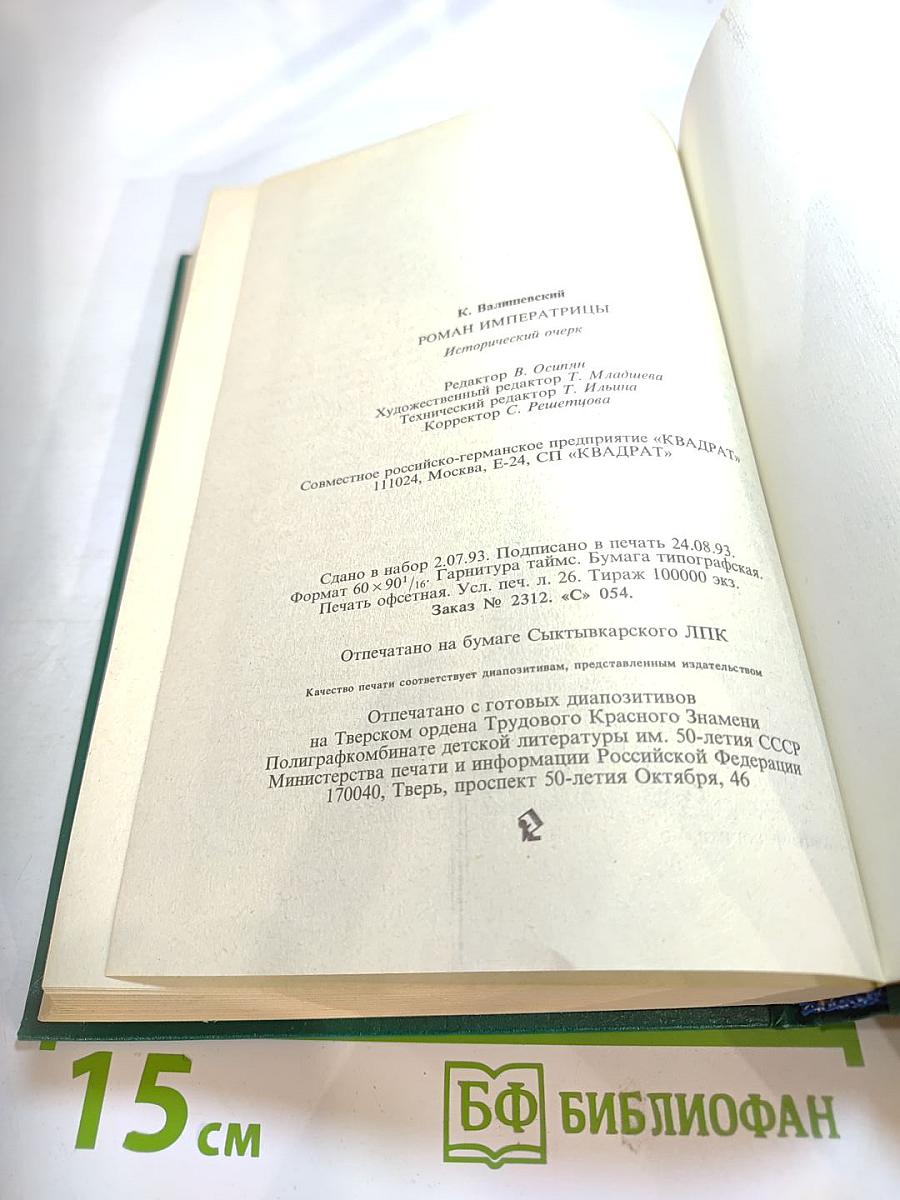 К. Валишевский
РОМАН ИМПЕРАТРИЦЫ
Исторический очерк
Редактор В. Осипян
Художественный редактор Т. Младшева
Технический редактор Т. Ильина
Корректор С. Решетцова
Совместное российско-германское предприятие «КВАДРАТ»
111024, Москва, Е-24, СП «КВАДРАТ»
Сдано в набор 2.07.93. Подписано в печать 24.08.93.
Формат 60×90¹/₁₆. Гарнитура таймс. Бумага типографская.
Печать офсетная. Усл. печ. л. 26. Тираж 100000 экз.
Заказ № 2312. «С» 054.
Отпечатано на бумаге Сыктывкарского ЛПК
Качество печати соответствует диапозитивам, представленным издательством
Отпечатано с готовых диапозитивов
на Тверском ордена Трудового Красного Знамени
Полиграфкомбинате детской литературы им. 50-летия СССР
Министерства печати и информации Российской Федерации
170040, Тверь, проспект 50-летия Октября, 46
15 см
БФ БИБЛИОФАН